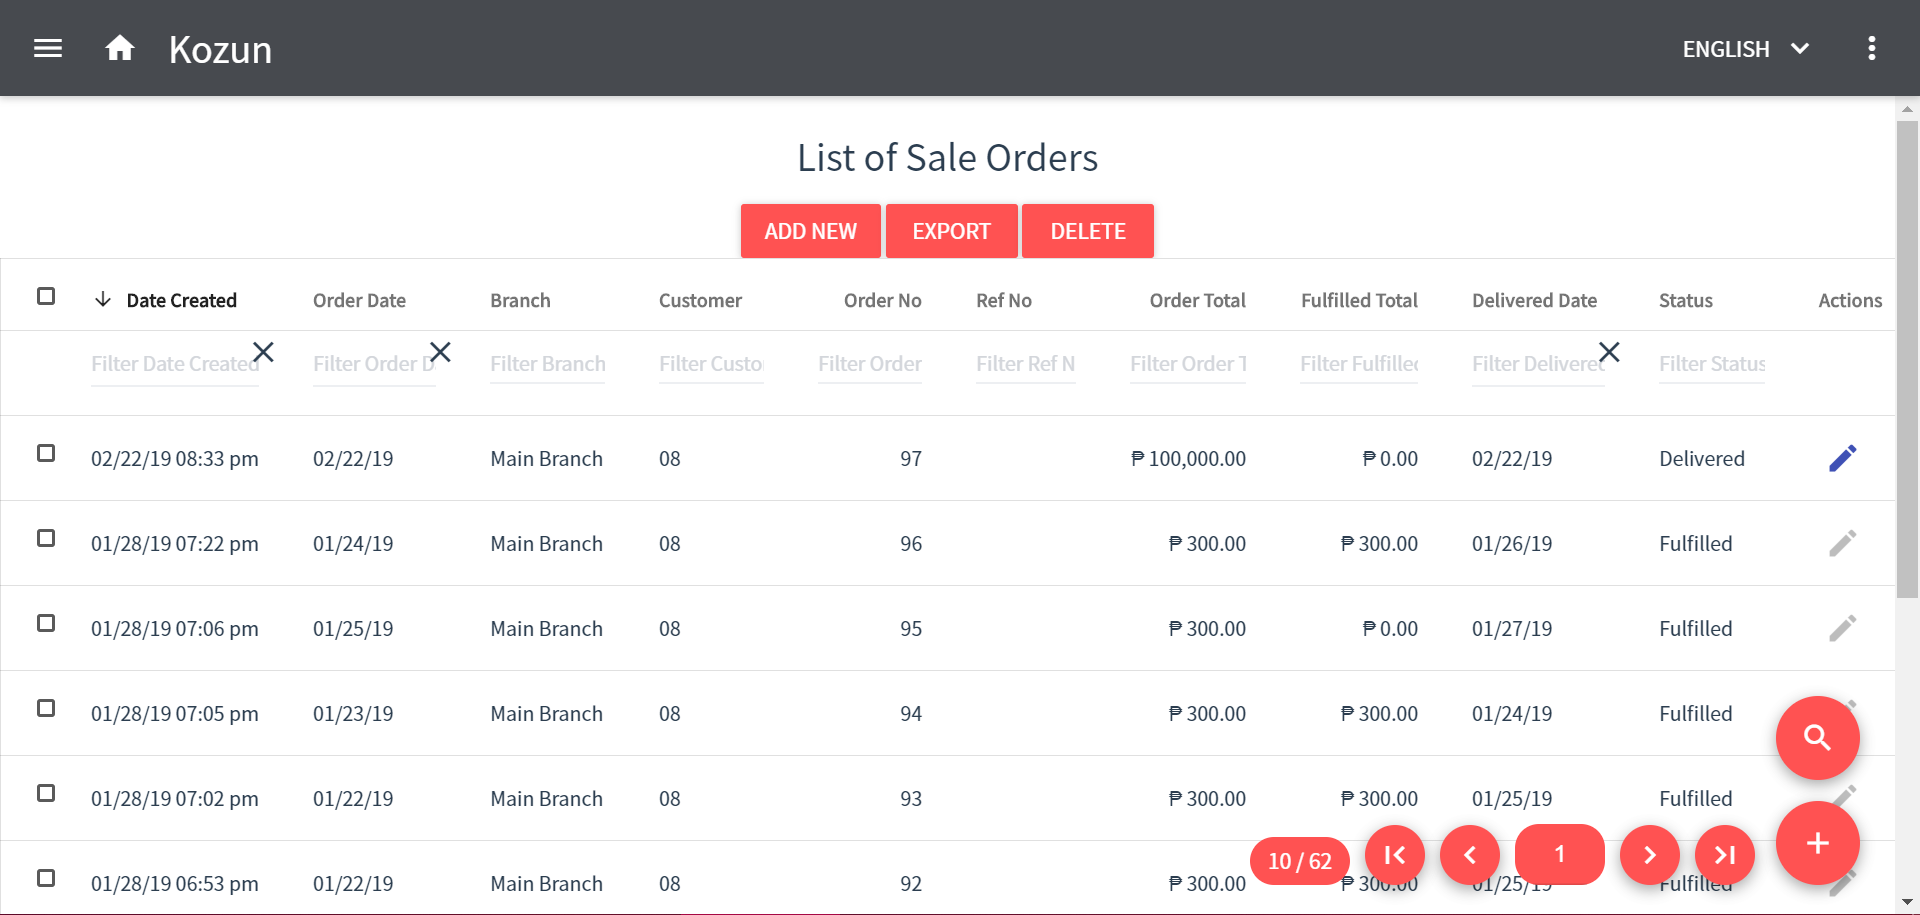 Kozun
ENGLISH
List of Sale Orders
ADD NEW EXPORT DELETE
Date Created Order Date Branch Customer Order No Ref No Order Total Fulfilled Total Delivered Date Status Actions
Filter Date Created Filter Order D Filter Branch Filter Custo Filter Order Filter Ref N Filter Order T Filter Fulfilled Filter Delivered Filter Status
02/22/19 08:33 pm 02/22/19 Main Branch 08 97 ₱ 100,000.00 ₱ 0.00 02/22/19 Delivered
01/28/19 07:22 pm 01/24/19 Main Branch 08 96 ₱ 300.00 ₱ 300.00 01/26/19 Fulfilled
01/28/19 07:06 pm 01/25/19 Main Branch 08 95 ₱ 300.00 ₱ 0.00 01/27/19 Fulfilled
01/28/19 07:05 pm 01/23/19 Main Branch 08 94 ₱ 300.00 ₱ 300.00 01/24/19 Fulfilled
01/28/19 07:02 pm 01/22/19 Main Branch 08 93 ₱ 300.00 ₱ 300.00 01/25/19 Fulfilled
10 / 62 1
01/28/19 06:53 pm 01/22/19 Main Branch 08 92 ₱ 300.00 ₱ 300.00 01/25/19 Fulfilled